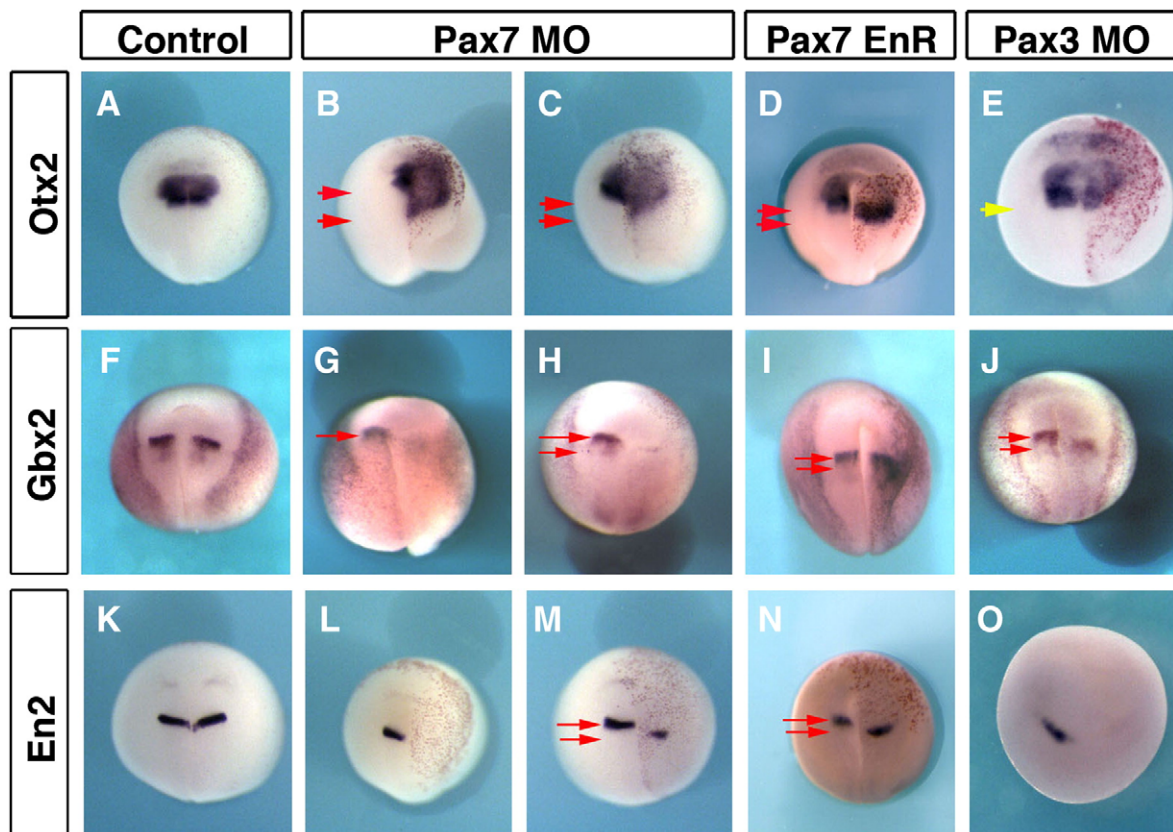 Control Pax7 MO Pax7 EnR Pax3 MO
Otx2
A B C D E
Gbx2
F G H I J
En2
K L M N O